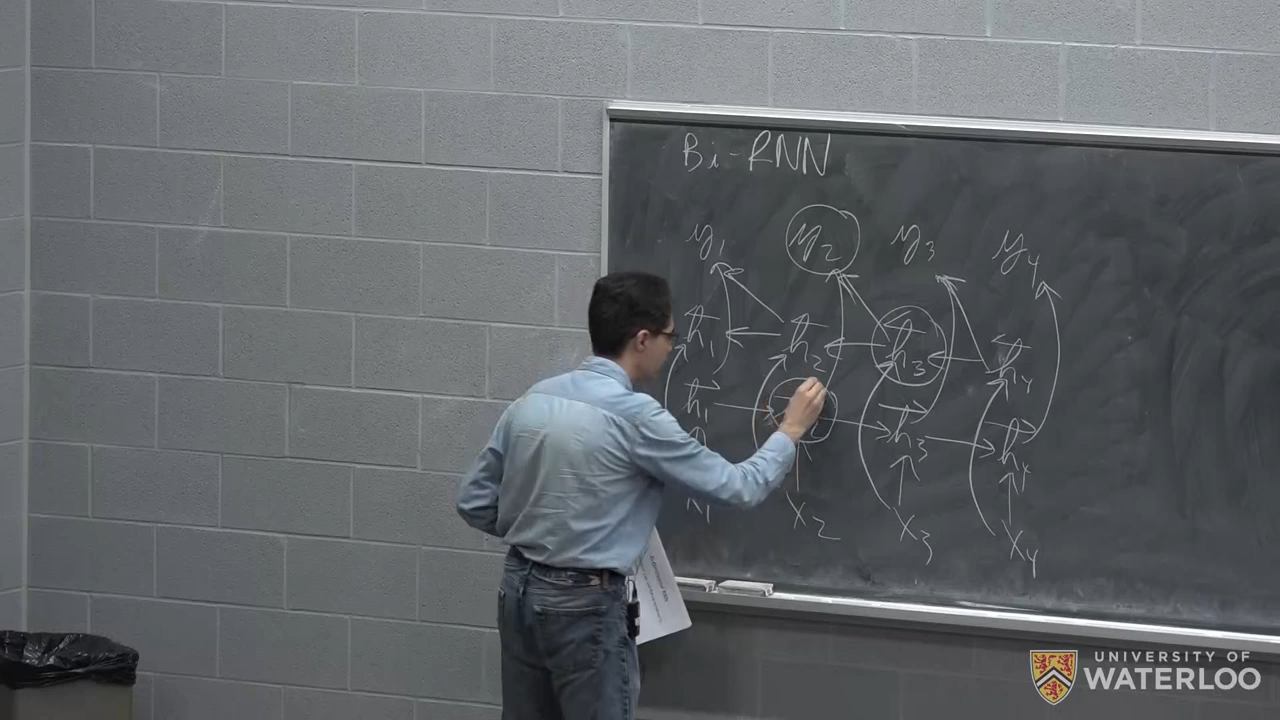 Bi-RNN
y1 y2 y3 y4
h1 h2 h3 h4
h1 h3 h4
x1 x2 x3 x4
UNIVERSITY OF
WATERLOO